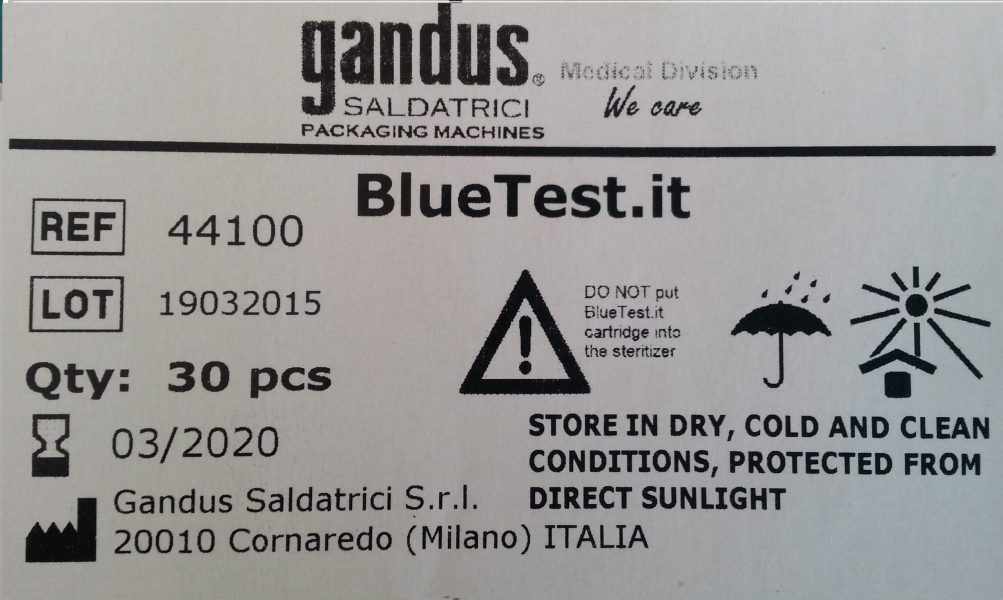 gandus®
SALDATRICI
PACKAGING MACHINES
Medical Division
We care
BlueTest.it
REF 44100
LOT 19032015
Qty: 30 pcs
03/2020
Gandus Saldatrici S.r.l.
20010 Cornaredo (Milano) ITALIA
DO NOT put
BlueTest.it
cartridge into
the steritizer
STORE IN DRY, COLD AND CLEAN
CONDITIONS, PROTECTED FROM
DIRECT SUNLIGHT